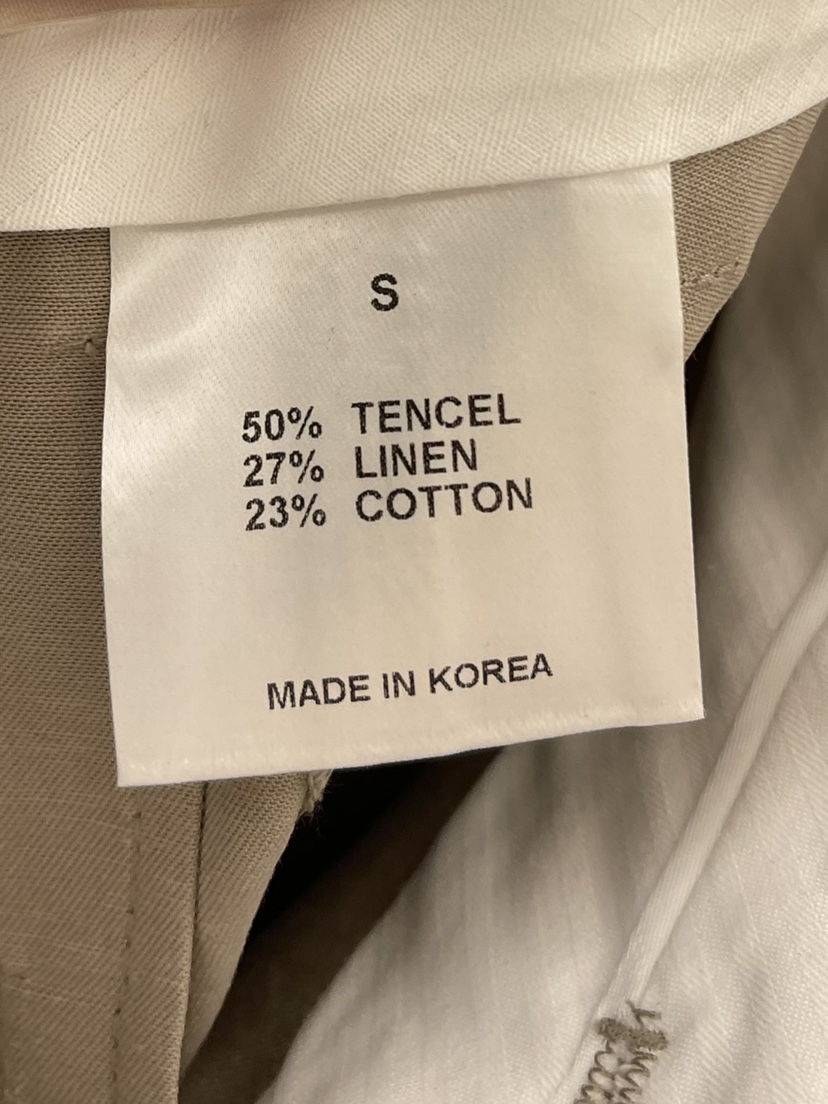 S
50% TENCEL
27% LINEN
23% COTTON
MADE IN KOREA